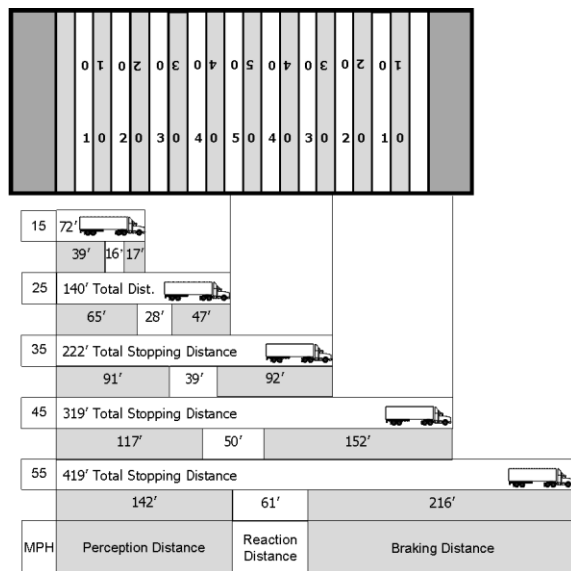 0 1 0 2 0 3 0 4 0 5 0 4 0 3 0 2 0 1
1 0 2 0 3 0 4 0 5 0 4 0 3 0 2 0 1 0
15 72'
39' 16' 17'
25 140' Total Dist.
65' 28' 47'
35 222' Total Stopping Distance
91' 39' 92'
45 319' Total Stopping Distance
117' 50' 152'
55 419' Total Stopping Distance
142' 61' 216'
MPH Perception Distance Reaction Distance Braking Distance